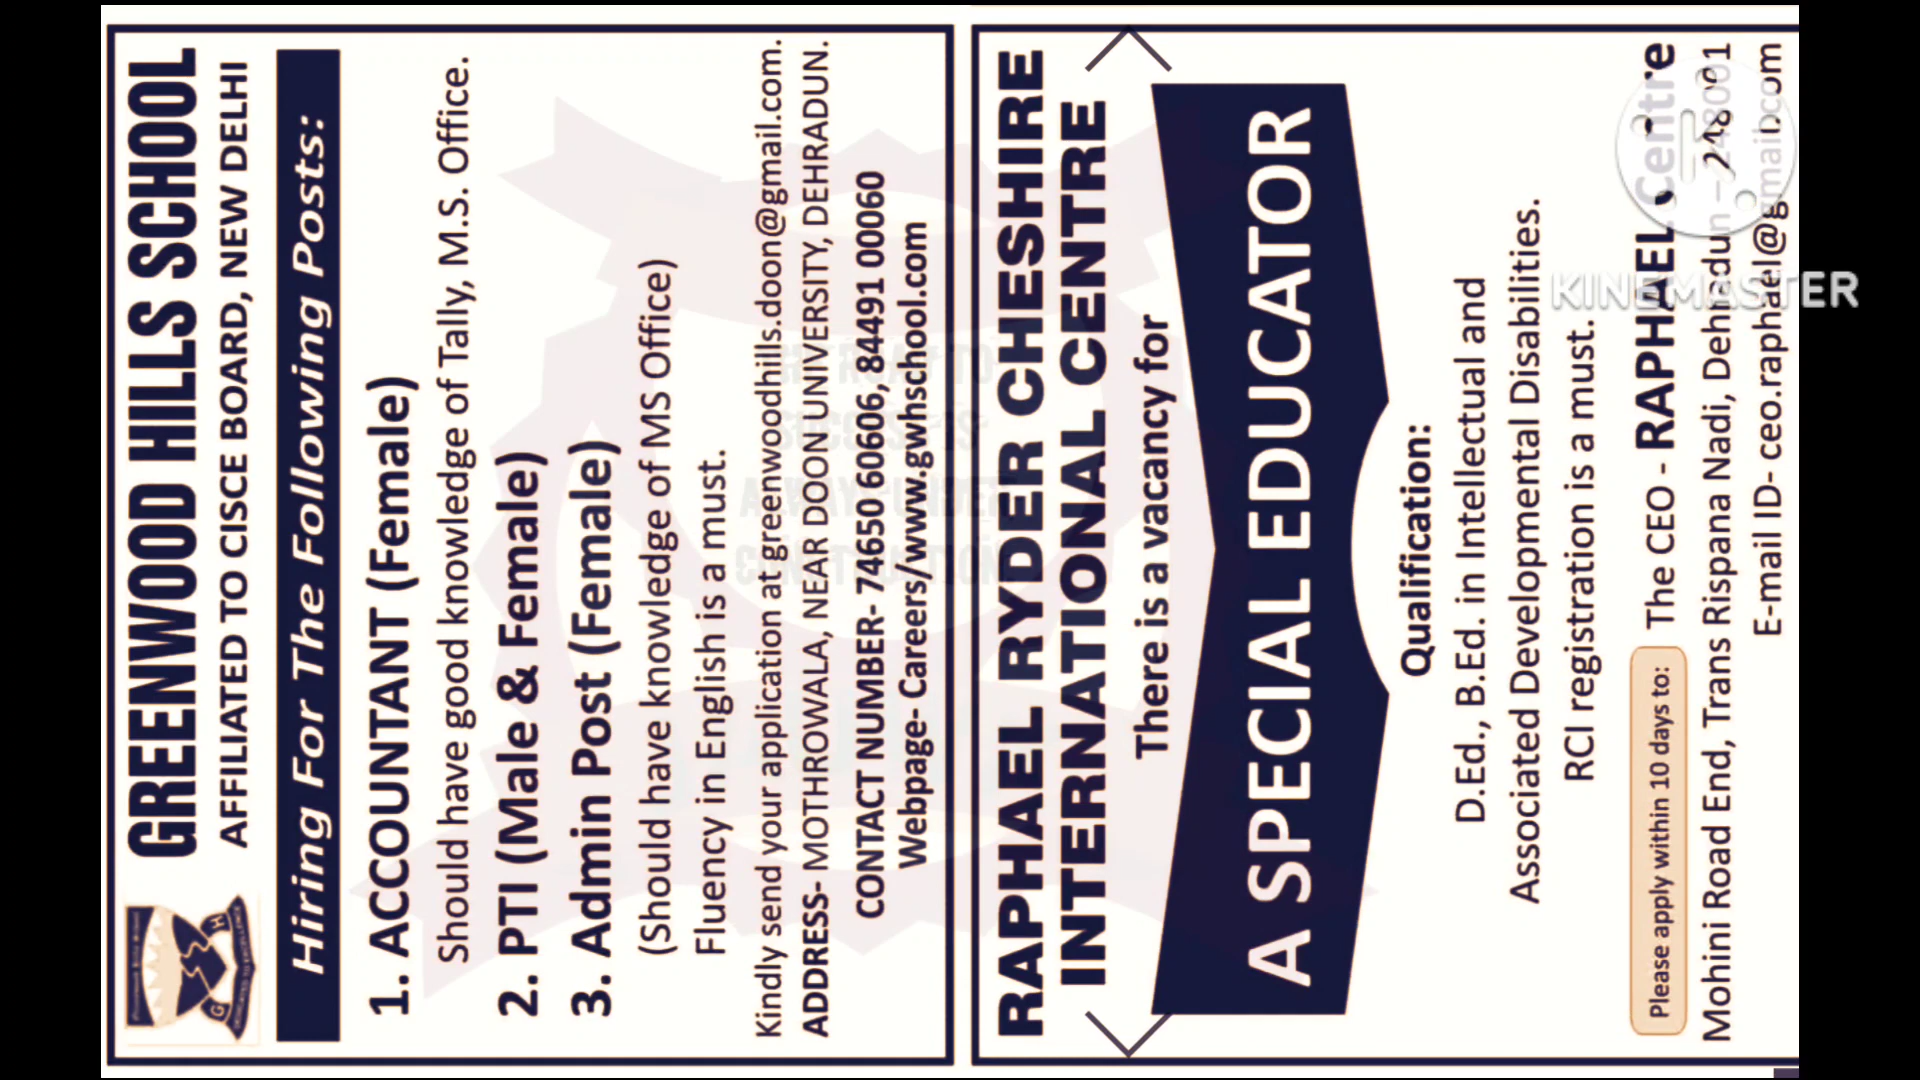 GREENWOOD HILLS SCHOOL
AFFILIATED TO CISCE BOARD, NEW DELHI
Hiring For The Following Posts:
1. ACCOUNTANT (Female)
Should have good knowledge of Tally, M.S. Office.
2. PTI (Male & Female)
3. Admin Post (Female)
(Should have knowledge of MS Office)
Fluency in English is a must.
Kindly send your application at greenwoodhills.doon@gmail.com.
ADDRESS- MOTHROWALA, NEAR DOON UNIVERSITY, DEHRADUN.
CONTACT NUMBER- 74650 60606, 84491 00060
Webpage- Careers/www.gwhschool.com
RAPHAEL RYDER CHESHIRE
INTERNATIONAL CENTRE
There is a vacancy for
A SPECIAL EDUCATOR
Qualification:
D.Ed., B.Ed. in Intellectual and
Associated Developmental Disabilities.
RCI registration is a must.
Please apply within 10 days to: The CEO - RAPHAEL Centre
Mohini Road End, Trans Rispana Nadi, Dehradun – 248001
E-mail ID- ceo.raphael@gmail.com
KINEMASTER